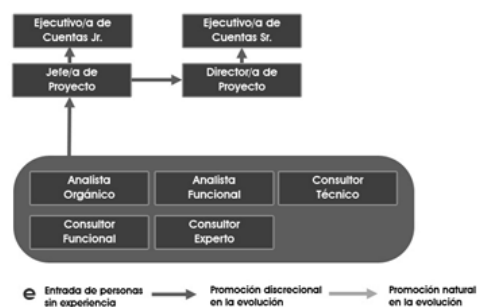 Ejecutivo/a de
Cuentas Jr.
Ejecutivo/a de
Cuentas Sr.
Jefe/a de
Proyecto
Director/a de
Proyecto
Analista
Orgánico
Analista
Funcional
Consultor
Técnico
Consultor
Funcional
Consultor
Experto
e Entrada de personas
sin experiencia
Promoción discrecional
en la evolución
Promoción natural
en la evolución